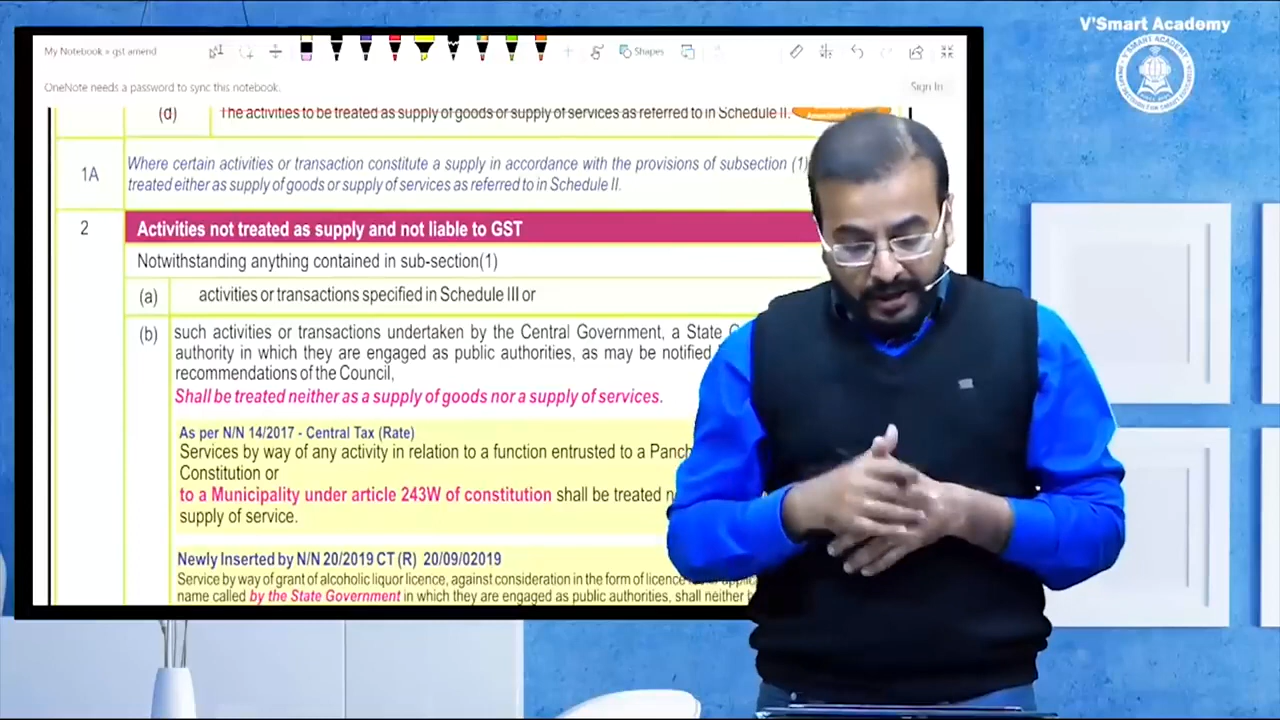 V'Smart Academy
My Notebook » gst amend
Shapes
OneNote needs a password to sync this notebook.
Sign In
(d) The activities to be treated as supply of goods or supply of services as referred to in Schedule II.
1A
Where certain activities or transaction constitute a supply in accordance with the provisions of subsection (1)
treated either as supply of goods or supply of services as referred to in Schedule II.
2
Activities not treated as supply and not liable to GST
Notwithstanding anything contained in sub-section(1)
(a) activities or transactions specified in Schedule III or
(b) such activities or transactions undertaken by the Central Government, a State
authority in which they are engaged as public authorities, as may be notified
recommendations of the Council,
Shall be treated neither as a supply of goods nor a supply of services.
As per N/N 14/2017 - Central Tax (Rate)
Services by way of any activity in relation to a function entrusted to a
Constitution or
to a Municipality under article 243W of constitution shall be treated
supply of service.
Newly Inserted by N/N 20/2019 CT (R) 20/09/02019
Service by way of grant of alcoholic liquor licence, against consideration in the form of licence
name called by the State Government in which they are engaged as public authorities, shall neither